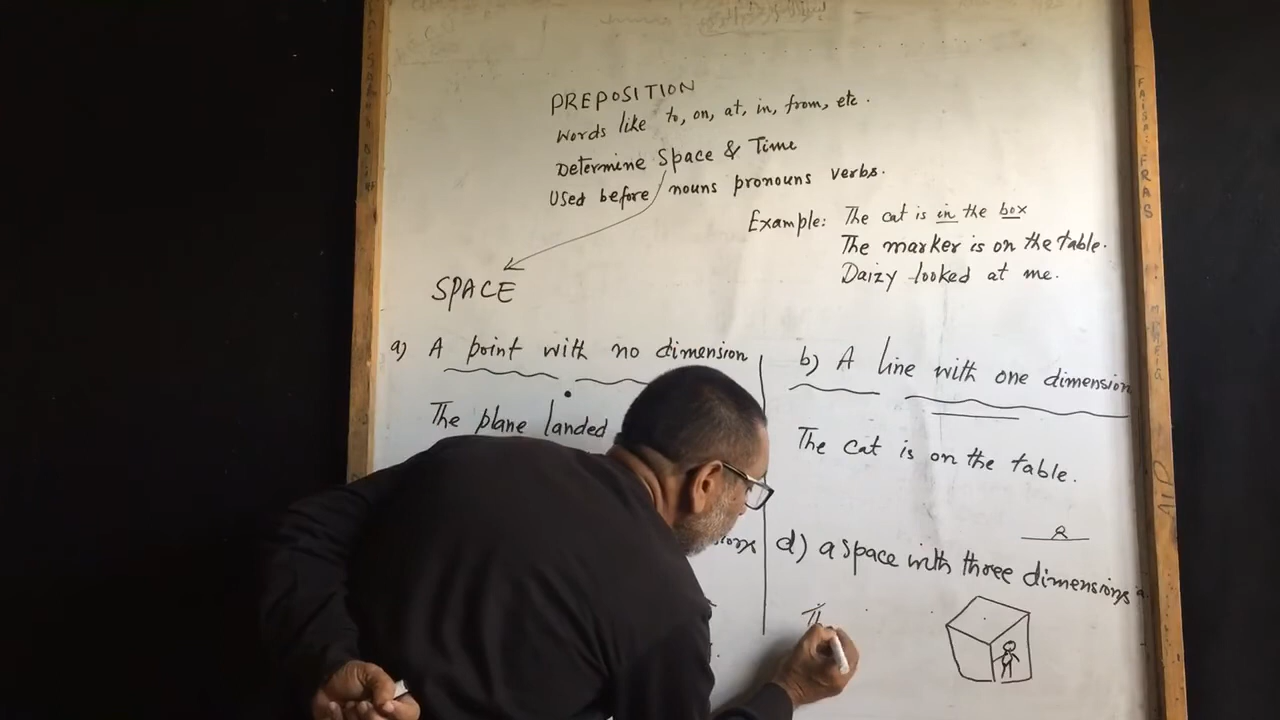 PREPOSITION
Words like to, on, at, in, from, etc.
Determine Space & Time
Used before nouns pronouns verbs.
Example: The cat is in the box
The marker is on the table.
Daizy looked at me.
SPACE
a) A point with no dimension
The plane landed
b) A line with one dimension
The cat is on the table.
d) a space with three dimensions